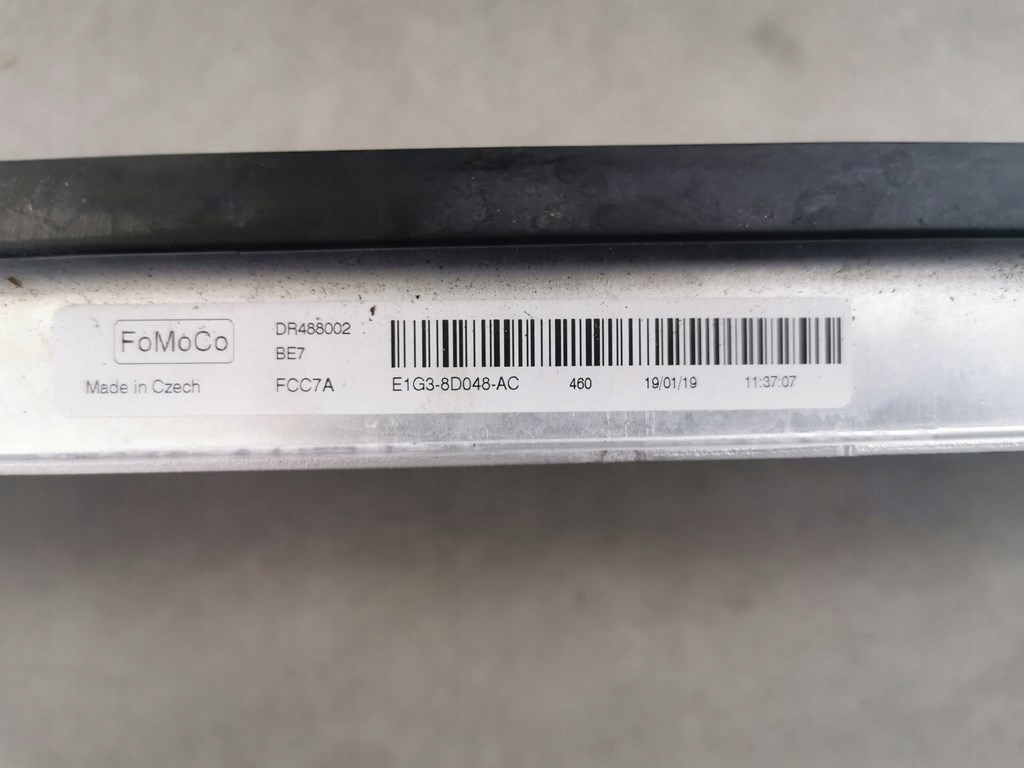 FoMoCo
Made in Czech
DR488002
BE7
FCC7A
E1G3-8D048-AC 460 19/01/19 11:37:07